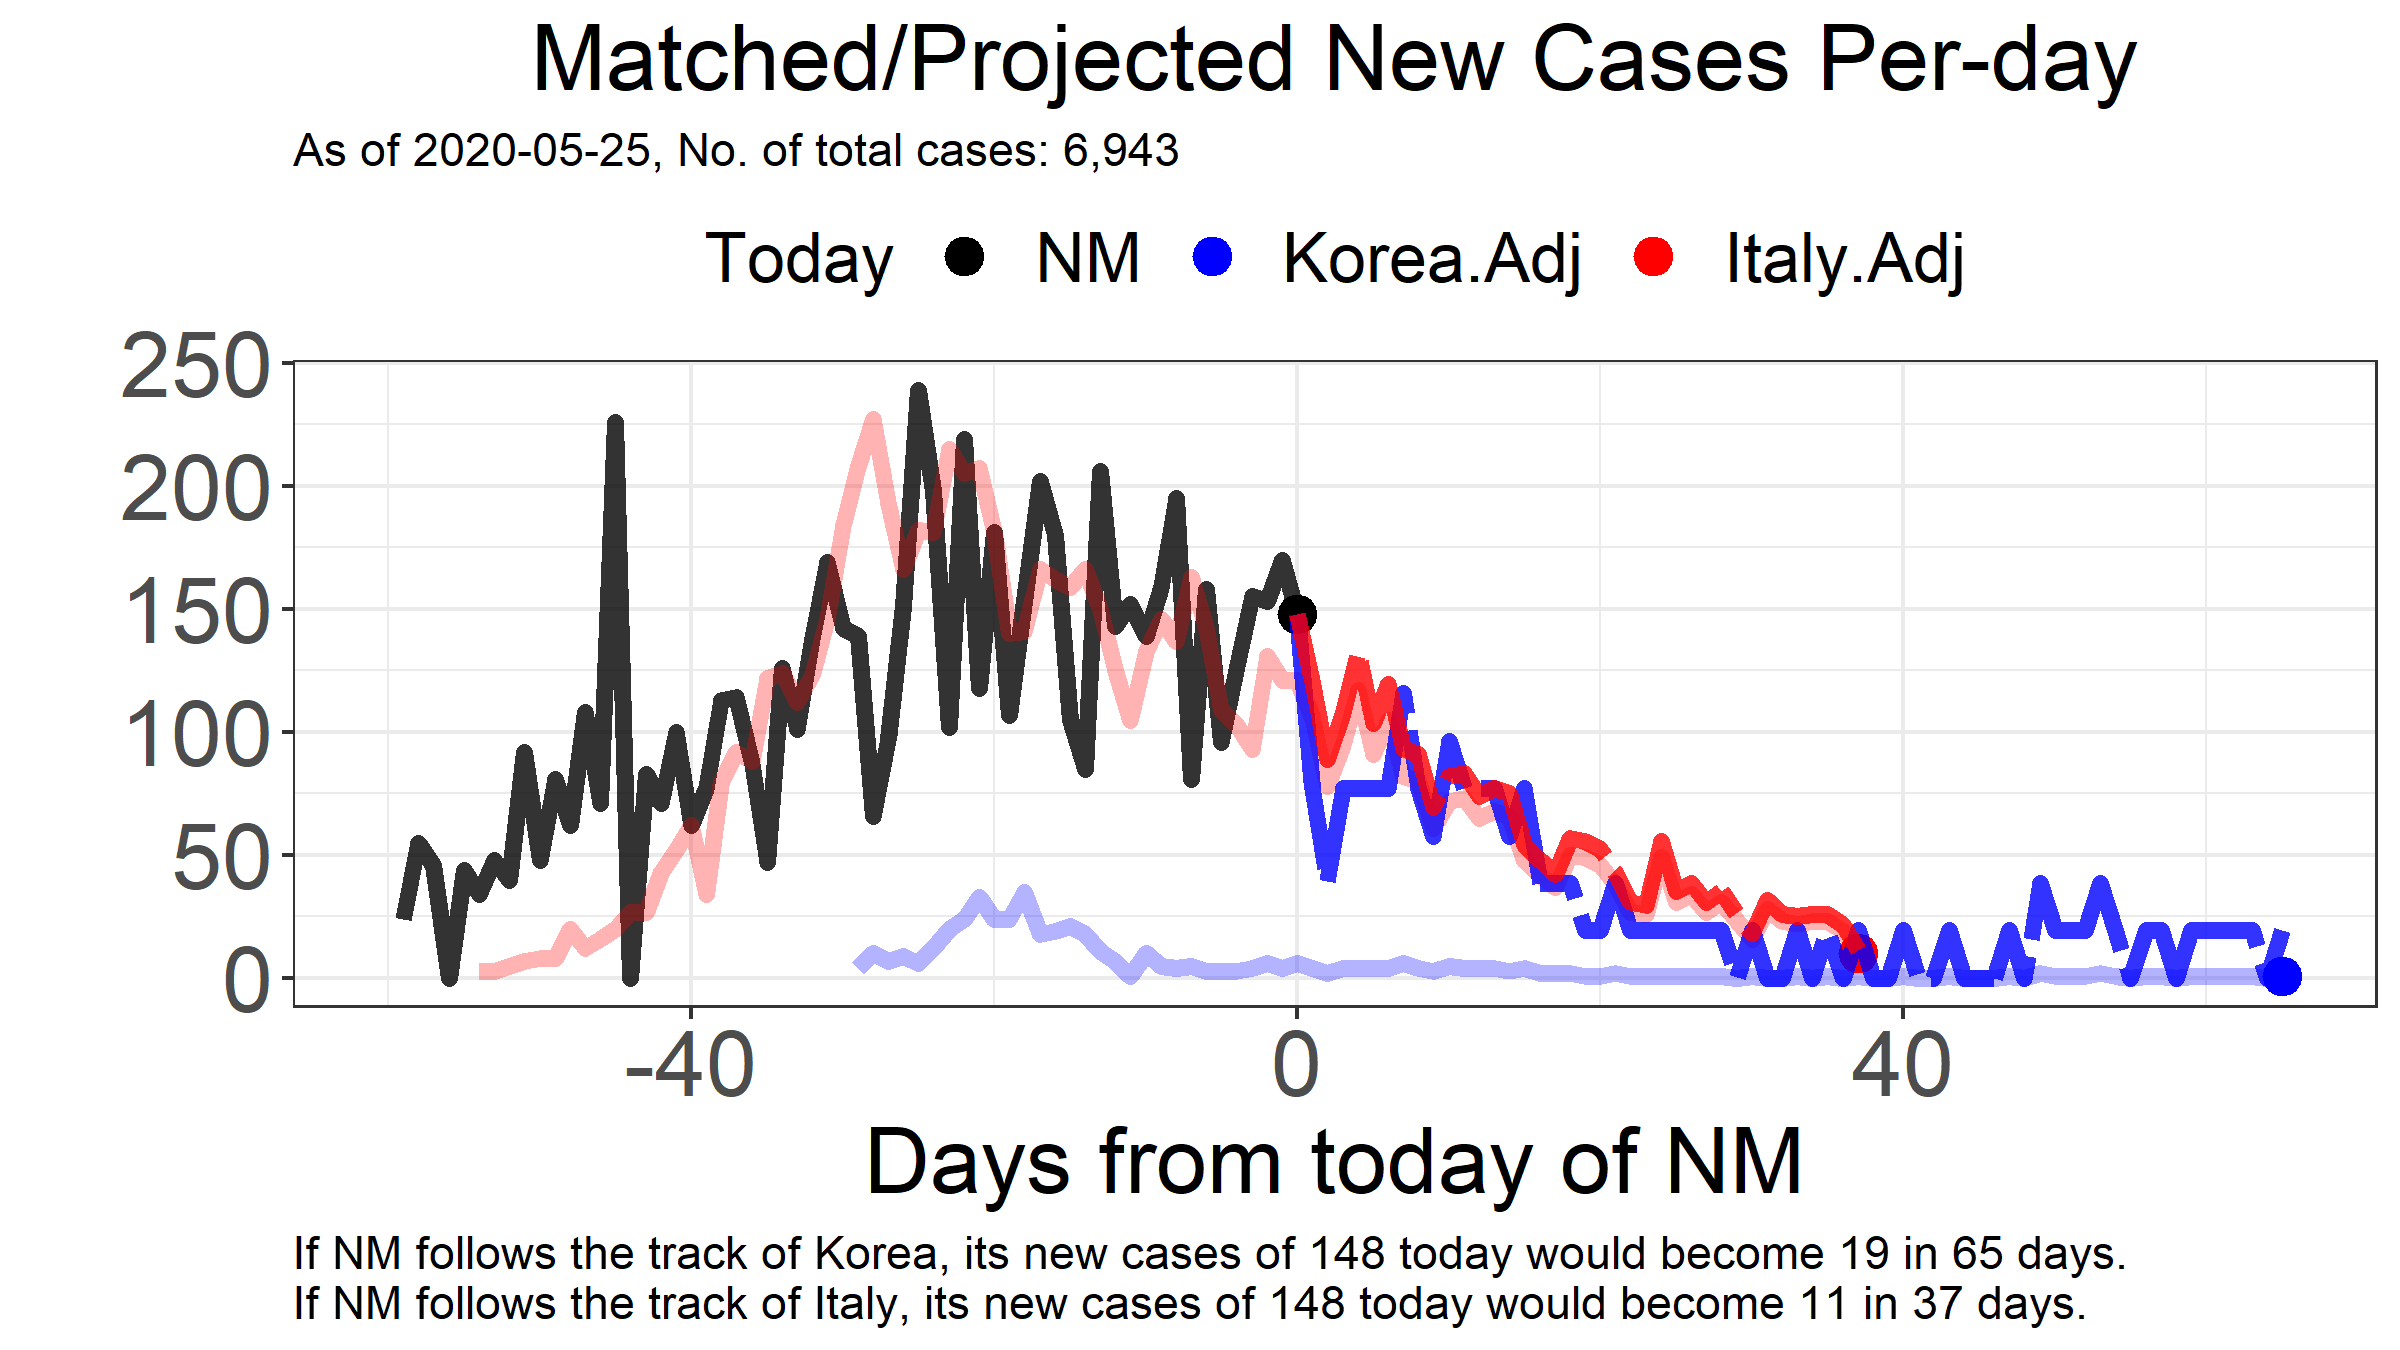 Matched/Projected New Cases Per-day
As of 2020-05-25, No. of total cases: 6,943
Today NM Korea.Adj Italy.Adj
250
200
150
100
50
0
-40 0 40
Days from today of NM
If NM follows the track of Korea, its new cases of 148 today would become 19 in 65 days.
If NM follows the track of Italy, its new cases of 148 today would become 11 in 37 days.